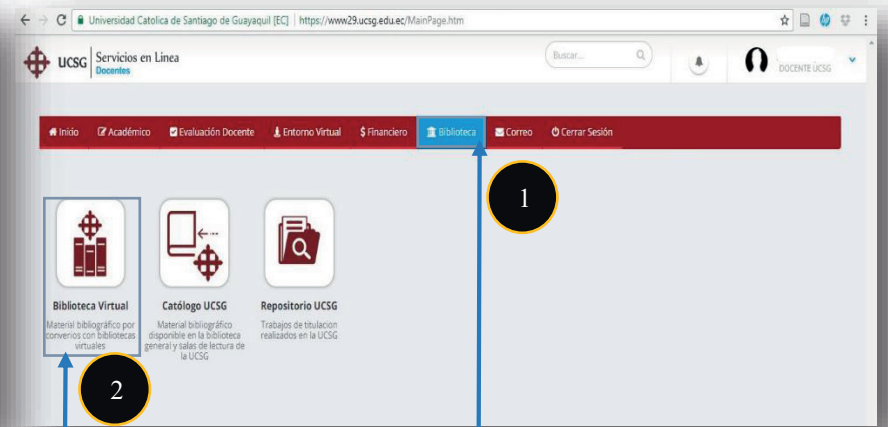 Universidad Catolica de Santiago de Guayaquil [EC] | https://www29.ucsg.edu.ec/MainPage.htm
UCSG
Servicios en Linea
Docentes
Buscar...
DOCENTE UCSG
Inicio
Académico
Evaluación Docente
Entorno Virtual
$ Financiero
Biblioteca
Correo
Cerrar Sesión
1
Biblioteca Virtual
Material bibliográfico por
converios con bibliotecas
virtuales
Católogo UCSG
Material bibliográfico
disponible en la biblioteca
general y salas de lectura de
la UCSG
Repositorio UCSG
Trabajos de titulacion
realizados en la UCSG
2